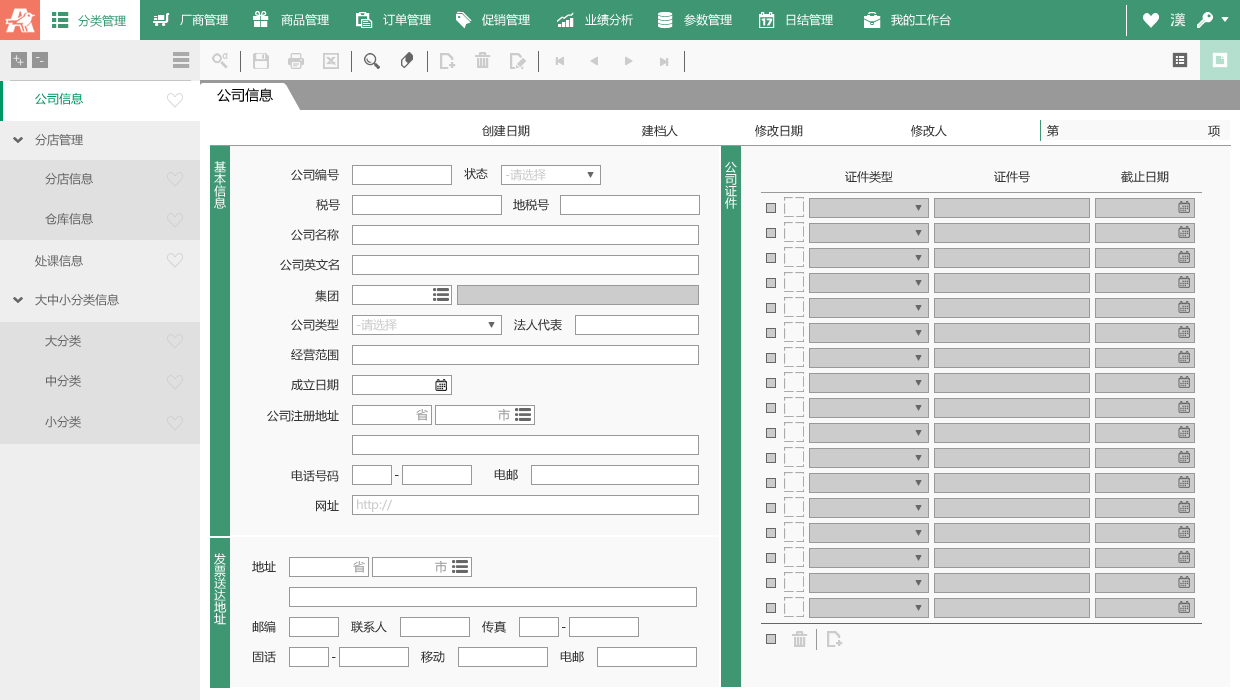 分类管理 厂商管理 商品管理 订单管理 促销管理 业绩分析 参数管理 日结管理 我的工作台 漢
公司信息
分店管理
分店信息
仓库信息
处课信息
大中小分类信息
大分类
中分类
小分类
公司信息
创建日期 建档人 修改日期 修改人 第 项
基本信息
公司编号 状态 -请选择
税号 地税号
公司名称
公司英文名
集团
公司类型 -请选择 法人代表
经营范围
成立日期
公司注册地址 省 市
电话号码 - 电邮
网址 http://
发票送达地址
地址 省 市
邮编 联系人 传真 -
固话 - 移动 电邮
公司证件
证件类型 证件号 截止日期